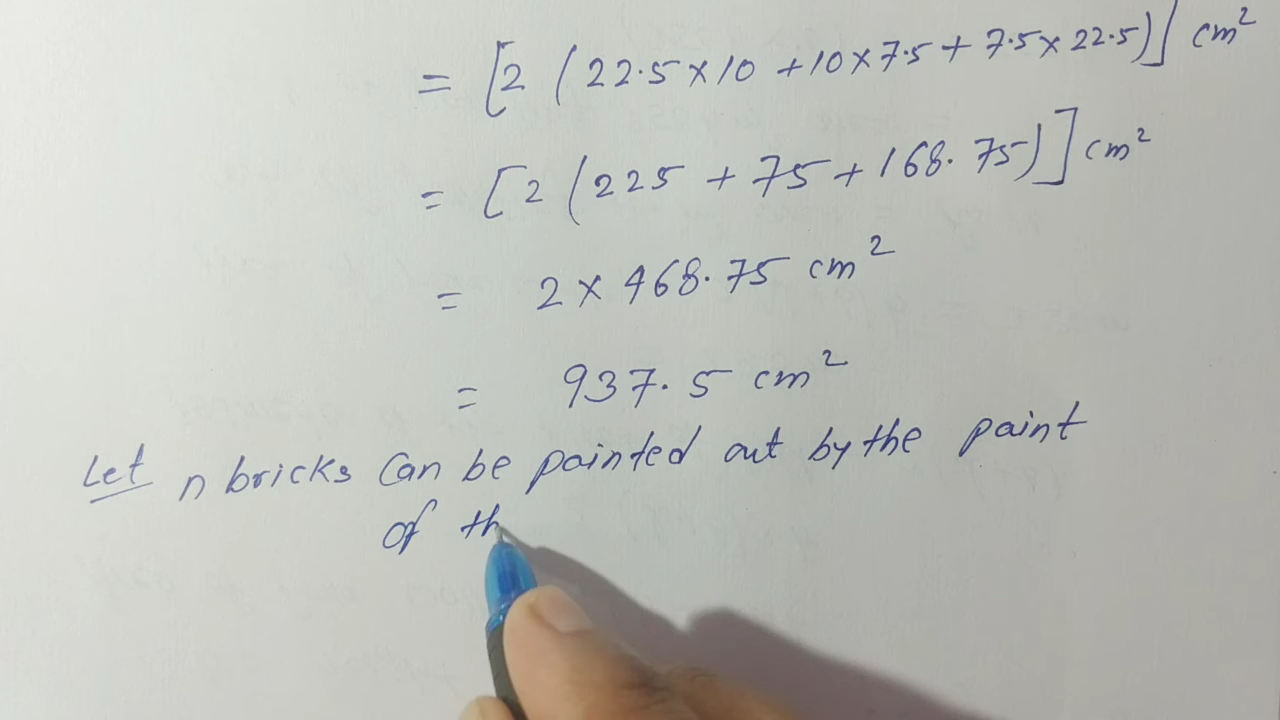 = [2 (22.5 × 10 + 10 × 7.5 + 7.5 × 22.5)] cm²
= [2 (225 + 75 + 168.75)] cm²
= 2 × 468.75 cm²
= 937.5 cm²
Let n bricks can be painted out by the paint
of th